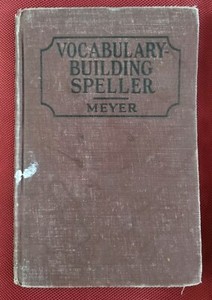 VOCABULARY-
BUILDING
SPELLER
MEYER